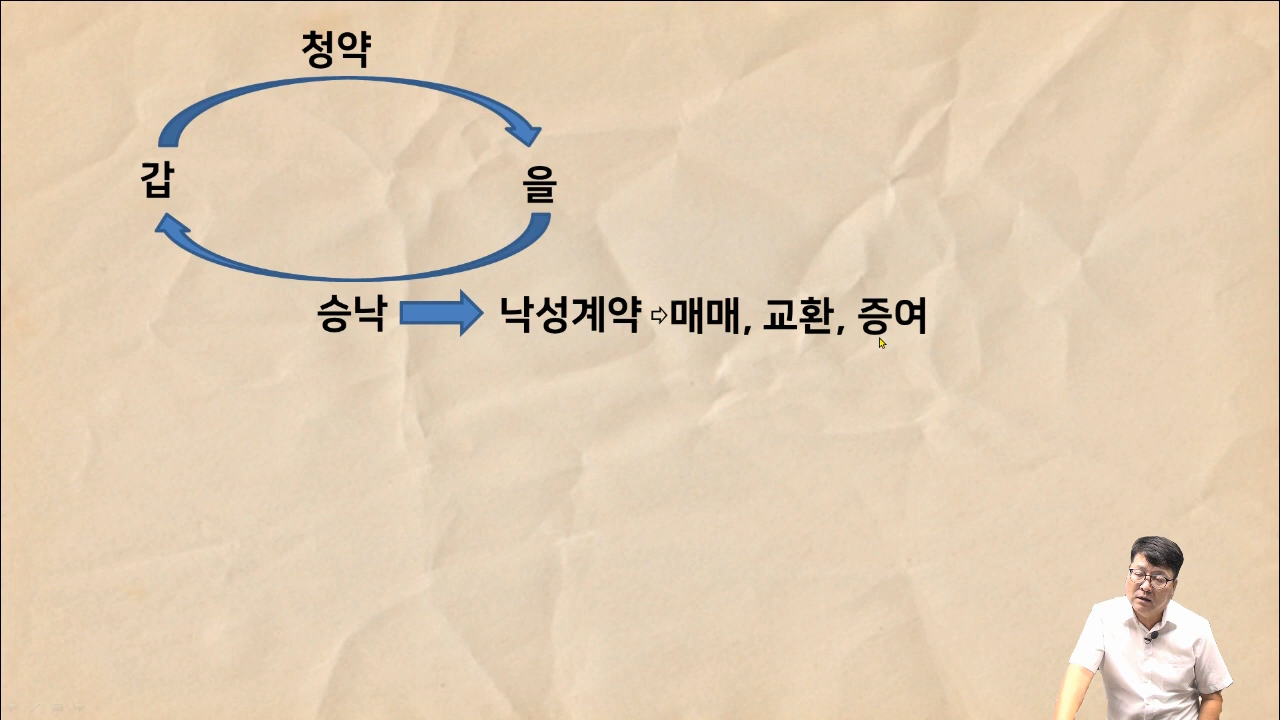 청약
갑
을
승낙 낙성계약 ⇨매매, 교환, 증여